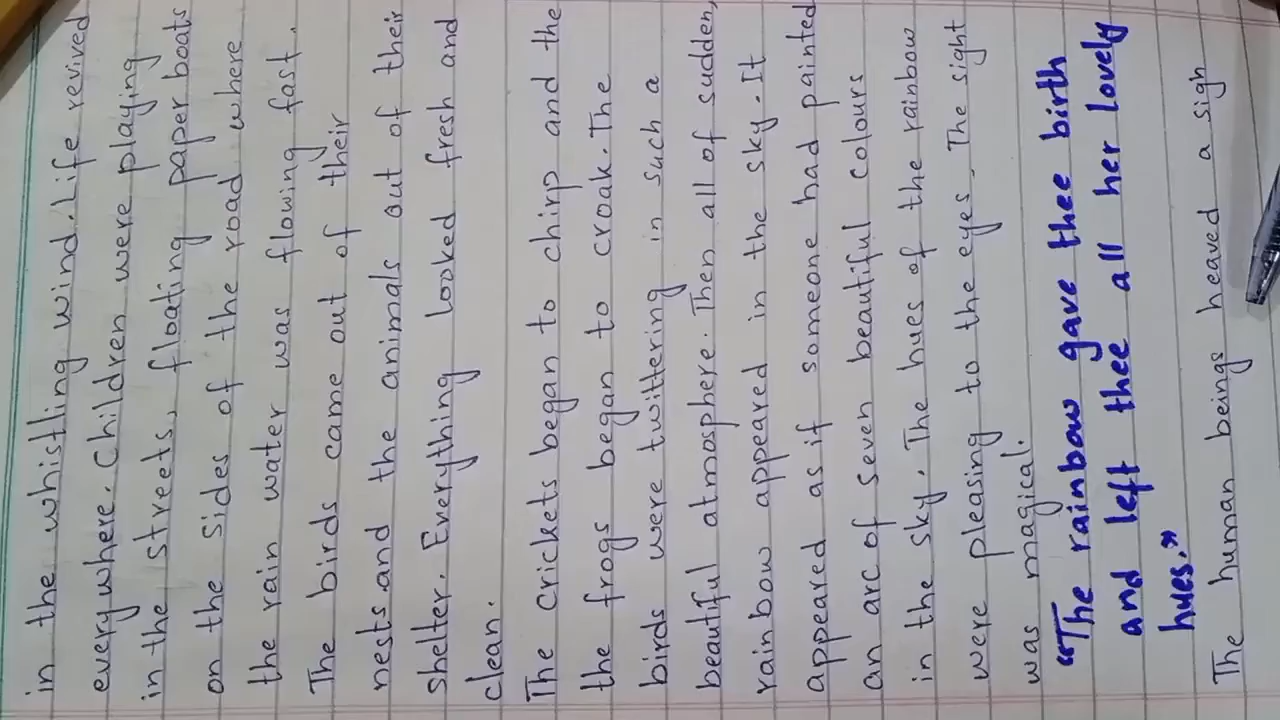 in the whistling wind. Life revived
everywhere. Children were playing
in the streets, floating paper boats
on the sides of the road where
the rain water was flowing fast.
The birds came out of their
nests and the animals out of their
shelter. Everything looked fresh and
clean.
The crickets began to chirp and the
the frogs began to croak. The
birds were twittering in such a
beautiful atmosphere. Then all of sudden,
rainbow appeared in the sky. It
appeared as if someone had painted
an arc of seven beautiful colours
in the sky. The hues of the rainbow
were pleasing to the eyes. The sight
was magical.
“The rainbow gave thee birth
and left thee all her lovely
hues.”
The human beings heaved a sigh